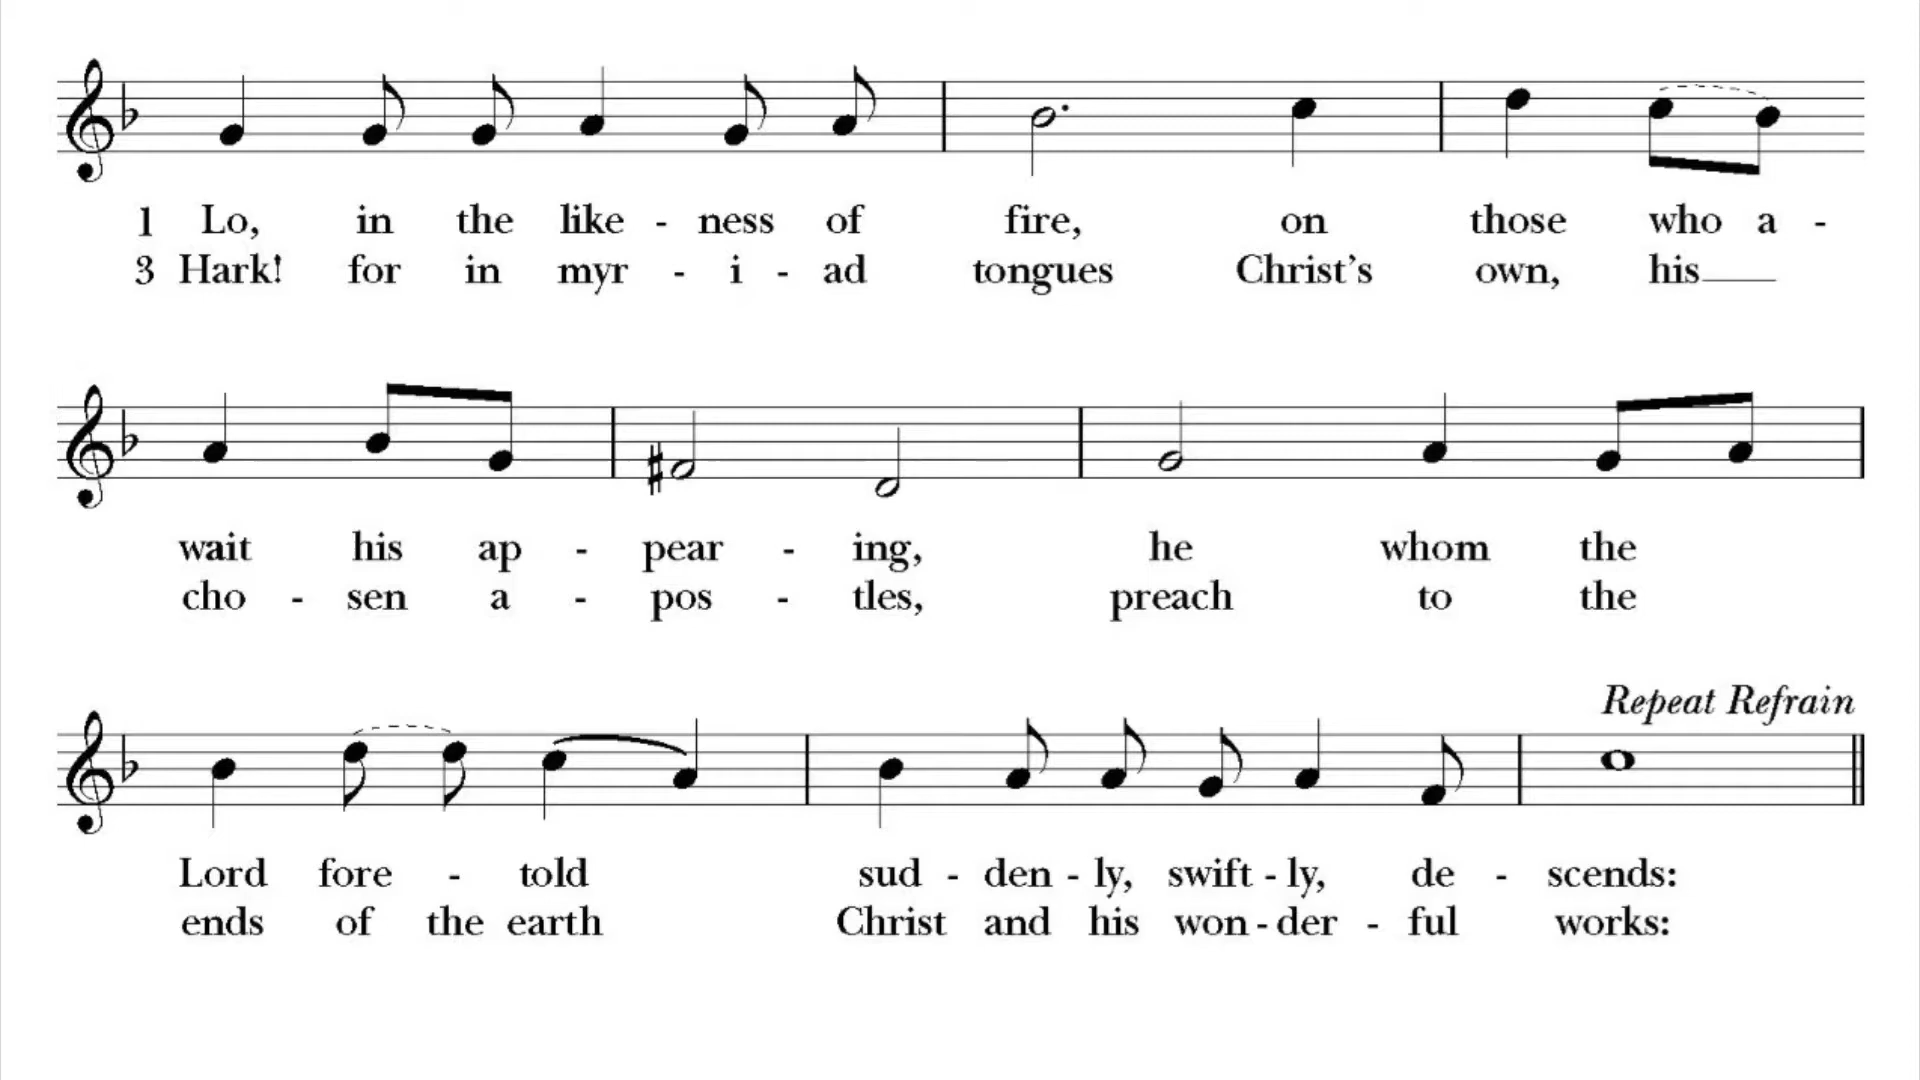 1 Lo, in the like - ness of fire, on those who a -
3 Hark! for in myr - i - ad tongues Christ's own, his
wait his ap - pear - ing, he whom the
cho - sen a - pos - tles, preach to the
Repeat Refrain
Lord fore - told sud - den - ly, swift - ly, de - scends:
ends of the earth Christ and his won - der - ful works: